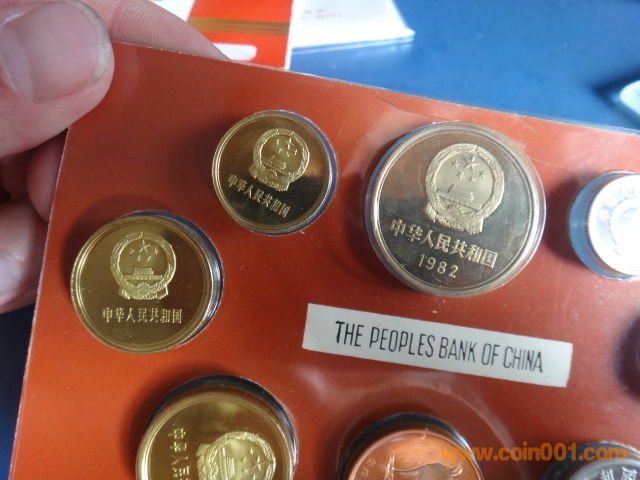 中华人民共和国
中华人民共和国
1982
中华人民共和国
THE PEOPLES BANK OF CHINA
www.coin001.com